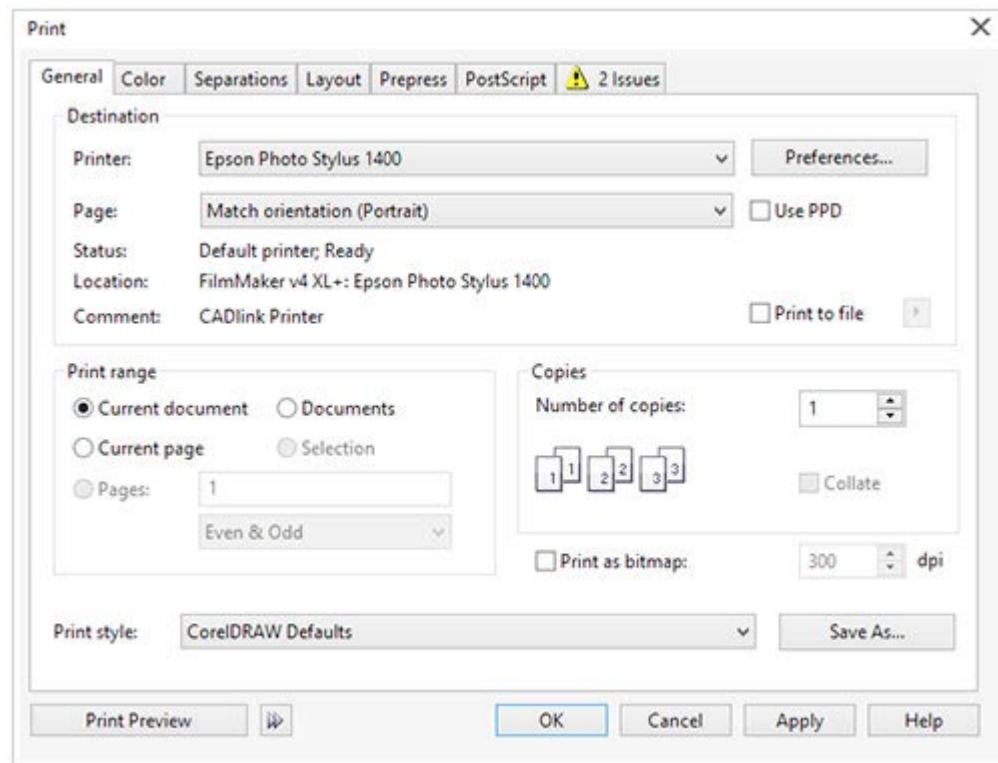 Print
General Color Separations Layout Prepress PostScript 2 Issues
Destination
Printer: Epson Photo Stylus 1400 Preferences...
Page: Match orientation (Portrait) Use PPD
Status: Default printer; Ready
Location: FilmMaker v4 XL+: Epson Photo Stylus 1400
Comment: CADlink Printer Print to file
Print range
Current document Documents
Current page Selection
Pages: 1
Even & Odd
Copies
Number of copies: 1
1 1 2 2 3 3
Collate
Print as bitmap: 300 dpi
Print style: CorelDRAW Defaults Save As...
Print Preview OK Cancel Apply Help